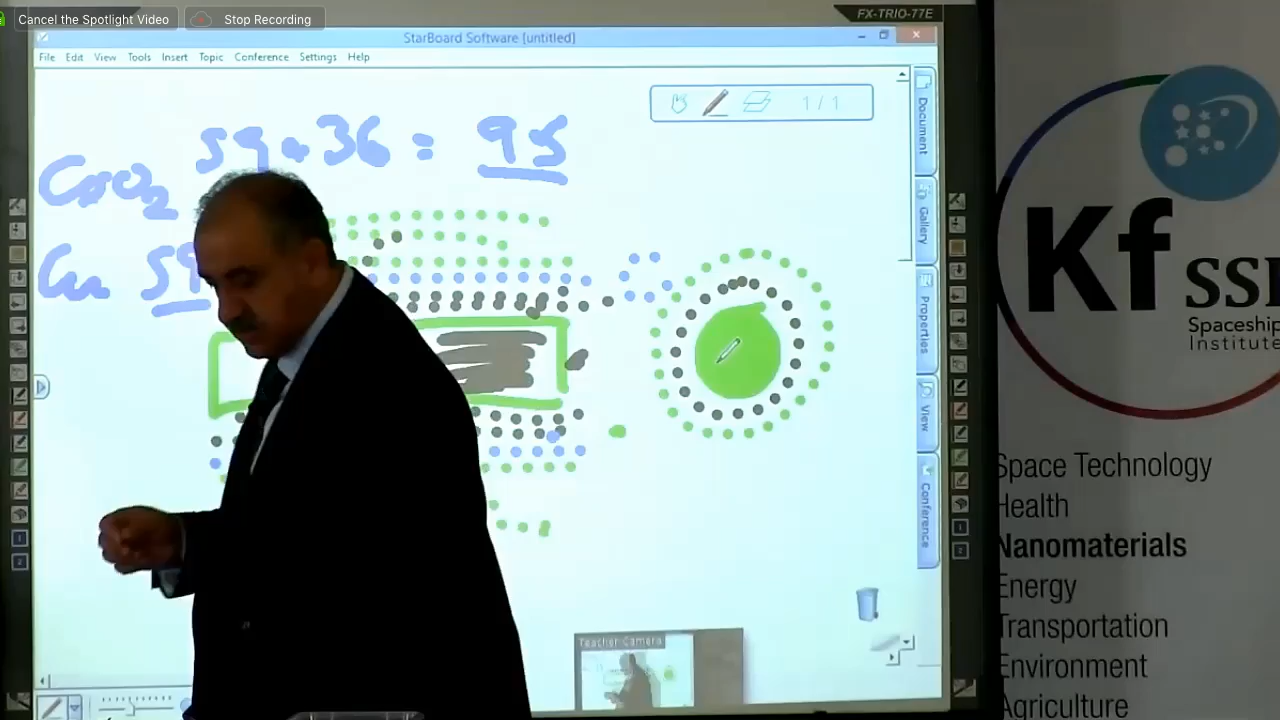 Cancel the Spotlight Video
Stop Recording
FX-TRIO-77E
StarBoard Software [untitled]
File Edit View Tools Insert Topic Conference Settings Help
1 / 1
Document
Gallery
Properties
View
Conference
59 + 36 = 95
59
Teacher Camera
Kf
SSI
Spaceship
Institute
Space Technology
Health
Nanomaterials
Energy
Transportation
Environment
Agriculture